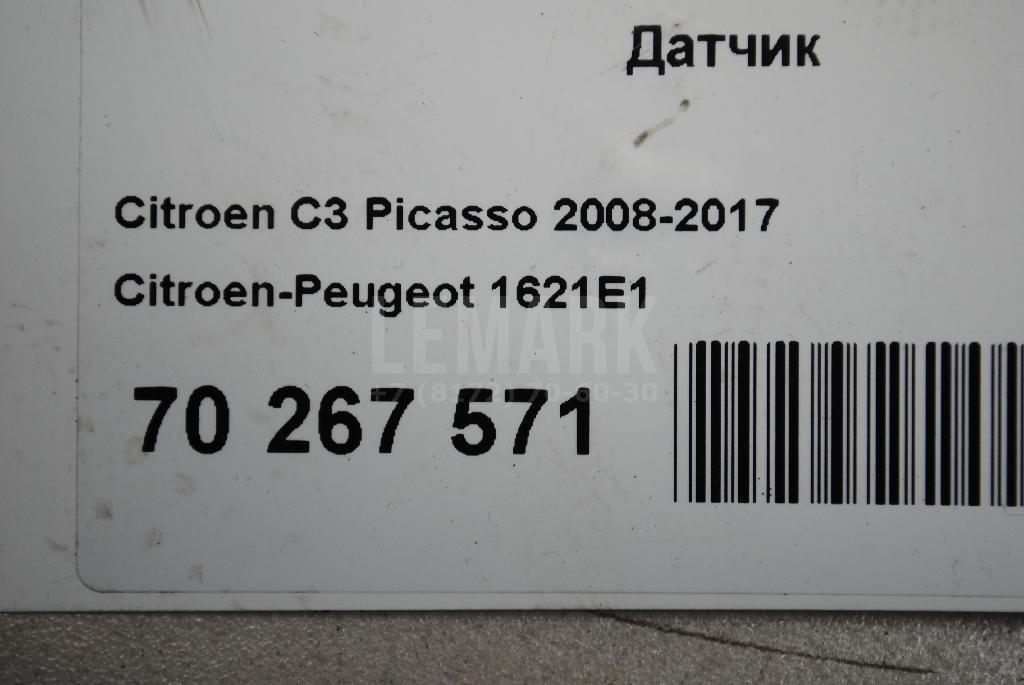 Датчик
Citroen C3 Picasso 2008-2017
Citroen-Peugeot 1621E1
LEMARK
70 267 571